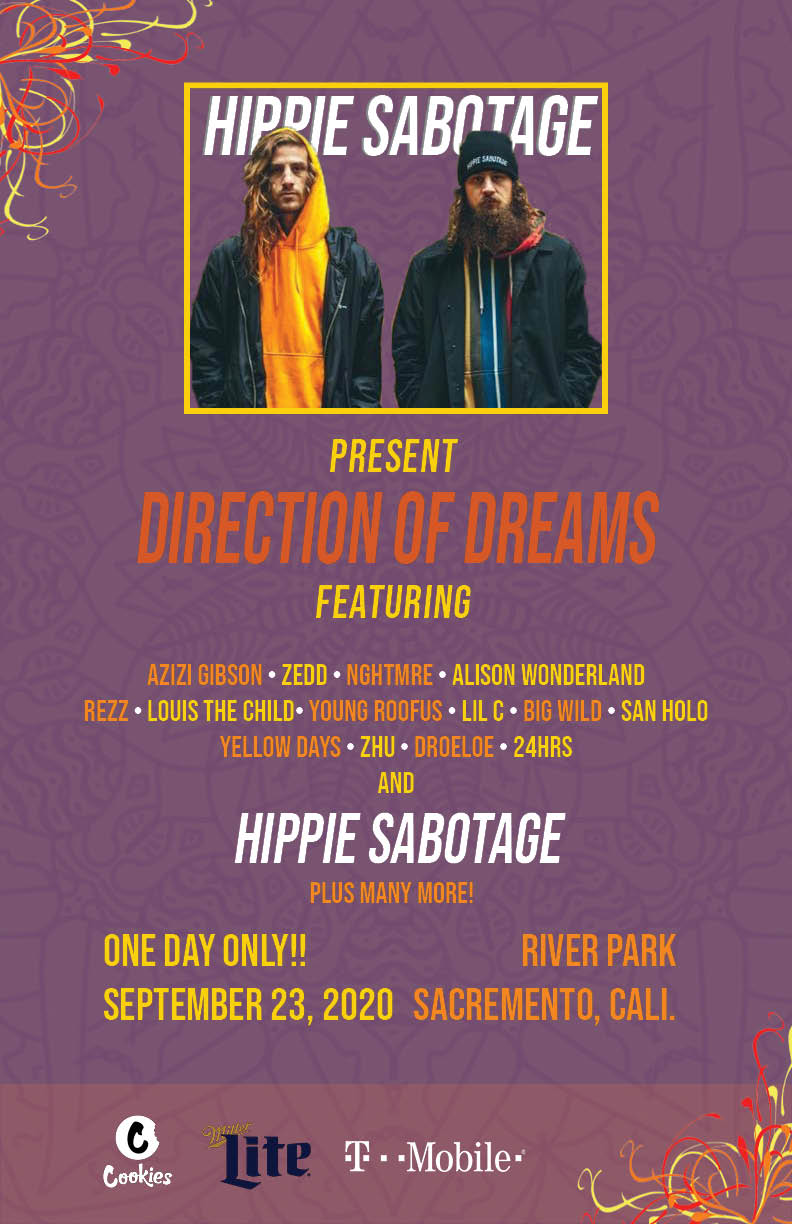 HIPPIE SABOTAGE
HIPPIE SABOTAGE
PRESENT
DIRECTION OF DREAMS
FEATURING
AZIZI GIBSON • ZEDD • NGHTMRE • ALISON WONDERLAND
REZZ • LOUIS THE CHILD• YOUNG ROOFUS • LIL C • BIG WILD • SAN HOLO
YELLOW DAYS • ZHU • DROELOE • 24HRS
AND
HIPPIE SABOTAGE
PLUS MANY MORE!
ONE DAY ONLY!! RIVER PARK
SEPTEMBER 23, 2020 SACREMENTO, CALI.
C
Cookies
Miller
Lite
T Mobile